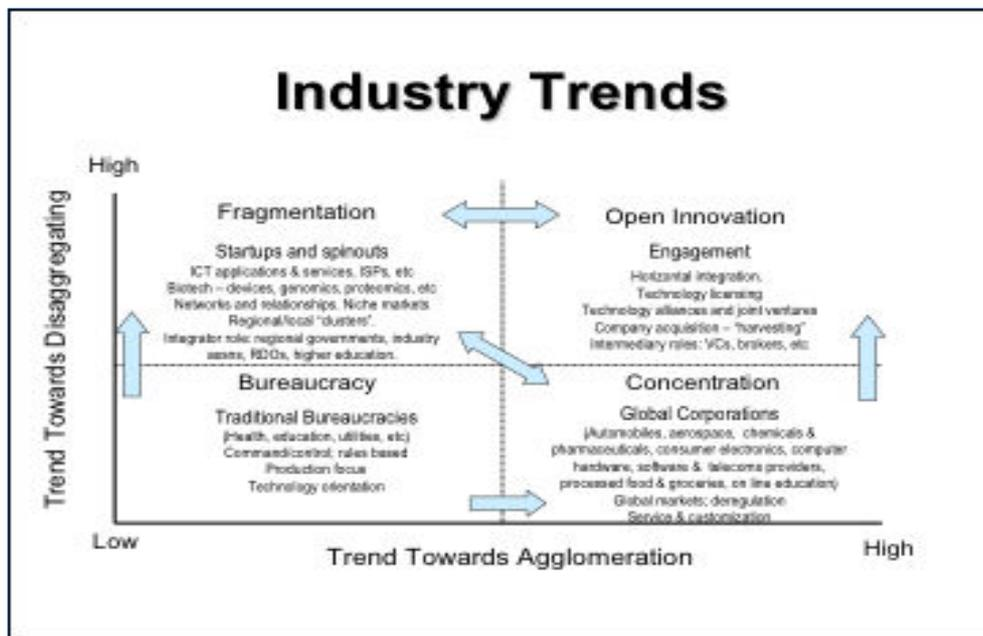 Industry Trends
High
Trend Towards Disaggregating
Fragmentation
Startups and spinouts
ICT applications & services, ISPs, etc
Biotech – devices, genomics, proteomics, etc
Networks and relationships. Niche markets
Regional/local "clusters".
Integrator role: regional governments, industry
assns, RDOs, higher education.
Open Innovation
Engagement
Horizontal integration.
Technology licensing
Technology alliances and joint ventures
Company acquisition – "harvesting"
Intermediary roles: VCs, brokers, etc
Bureaucracy
Traditional Bureaucracies
(Health, education, utilities, etc)
Command/control; rules based
Production focus
Technology orientation
Concentration
Global Corporations
(Automobiles, aerospace, chemicals &
pharmaceuticals, consumer electronics, computer
hardware, software & telecoms providers,
processed food & groceries, on line education)
Global markets; deregulation
Service & customization
Low
Trend Towards Agglomeration
High